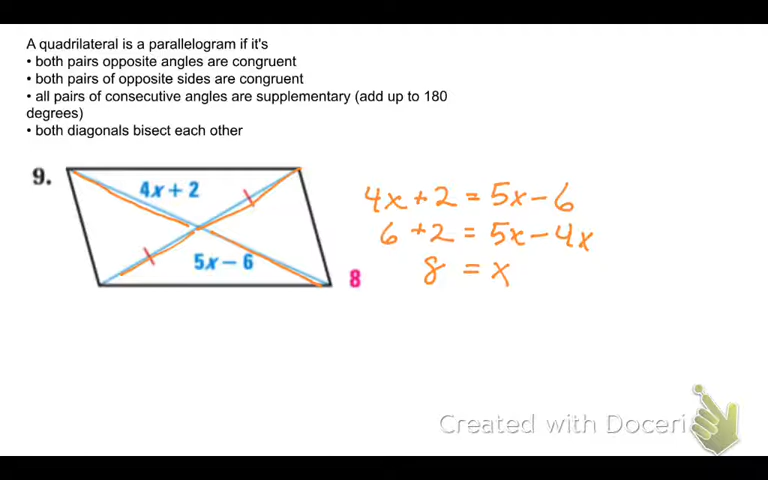 A quadrilateral is a parallelogram if it's
• both pairs opposite angles are congruent
• both pairs of opposite sides are congruent
• all pairs of consecutive angles are supplementary (add up to 180
degrees)
• both diagonals bisect each other
9.
4x + 2
5x – 6
8
4x + 2 = 5x – 6
6 + 2 = 5x – 4x
8 = x
Created with Doceri